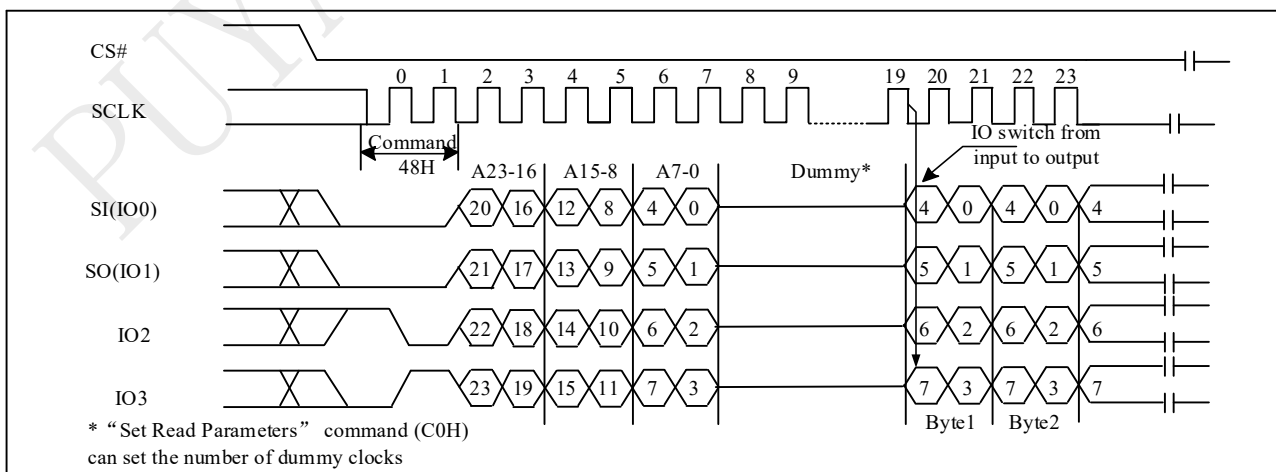 PUYA
CS#
0 1 2 3 4 5 6 7 8 9 19 20 21 22 23
SCLK
Command
48H
IO switch from
input to output
A23-16 A15-8 A7-0 Dummy*
SI(IO0) 20 16 12 8 4 0 4 0 4 0 4
SO(IO1) 21 17 13 9 5 1 5 1 5 1 5
IO2 22 18 14 10 6 2 6 2 6 2 6
IO3 23 19 15 11 7 3 7 3 7 3 7
Byte1 Byte2
* “Set Read Parameters” command (C0H)
can set the number of dummy clocks